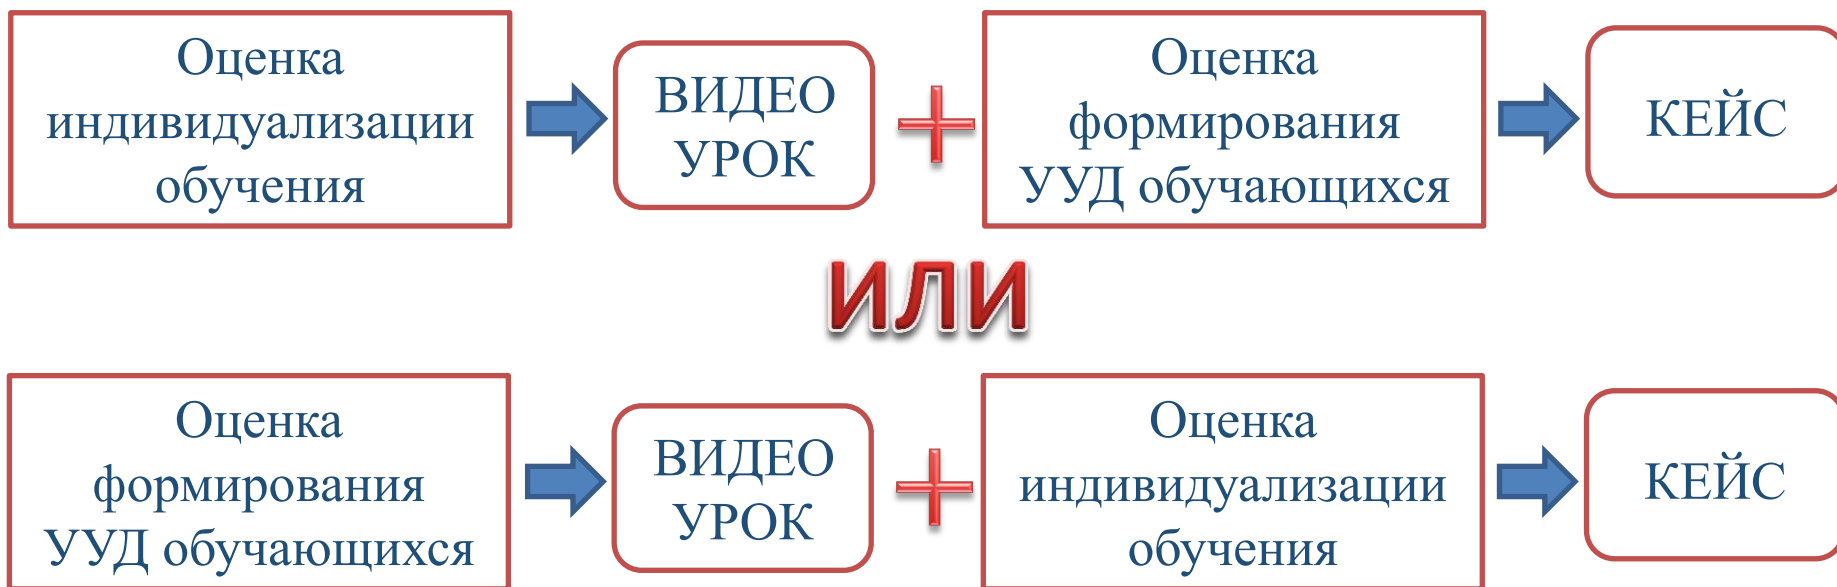 Оценка
индивидуализации
обучения
ВИДЕО
УРОК
Оценка
формирования
УУД обучающихся
КЕЙС
ИЛИ
Оценка
формирования
УУД обучающихся
ВИДЕО
УРОК
Оценка
индивидуализации
обучения
КЕЙС